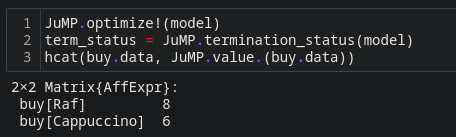 1 JuMP.optimize!(model)
2 term_status = JuMP.termination_status(model)
3 hcat(buy.data, JuMP.value.(buy.data))
2×2 Matrix{AffExpr}:
buy[Raf] 8
buy[Cappuccino] 6